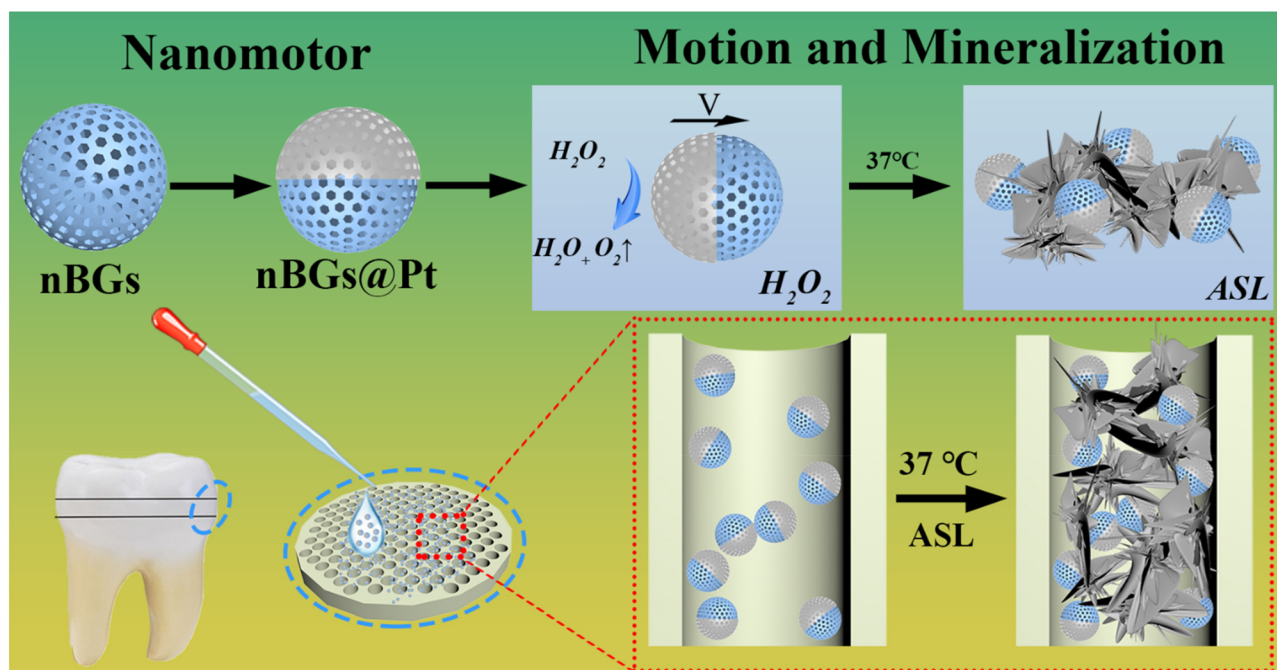 Nanomotor
Motion and Mineralization
nBGs
nBGs@Pt
V
H₂O₂
H₂O+ O₂↑
H₂O₂
37℃
ASL
37 ℃
ASL